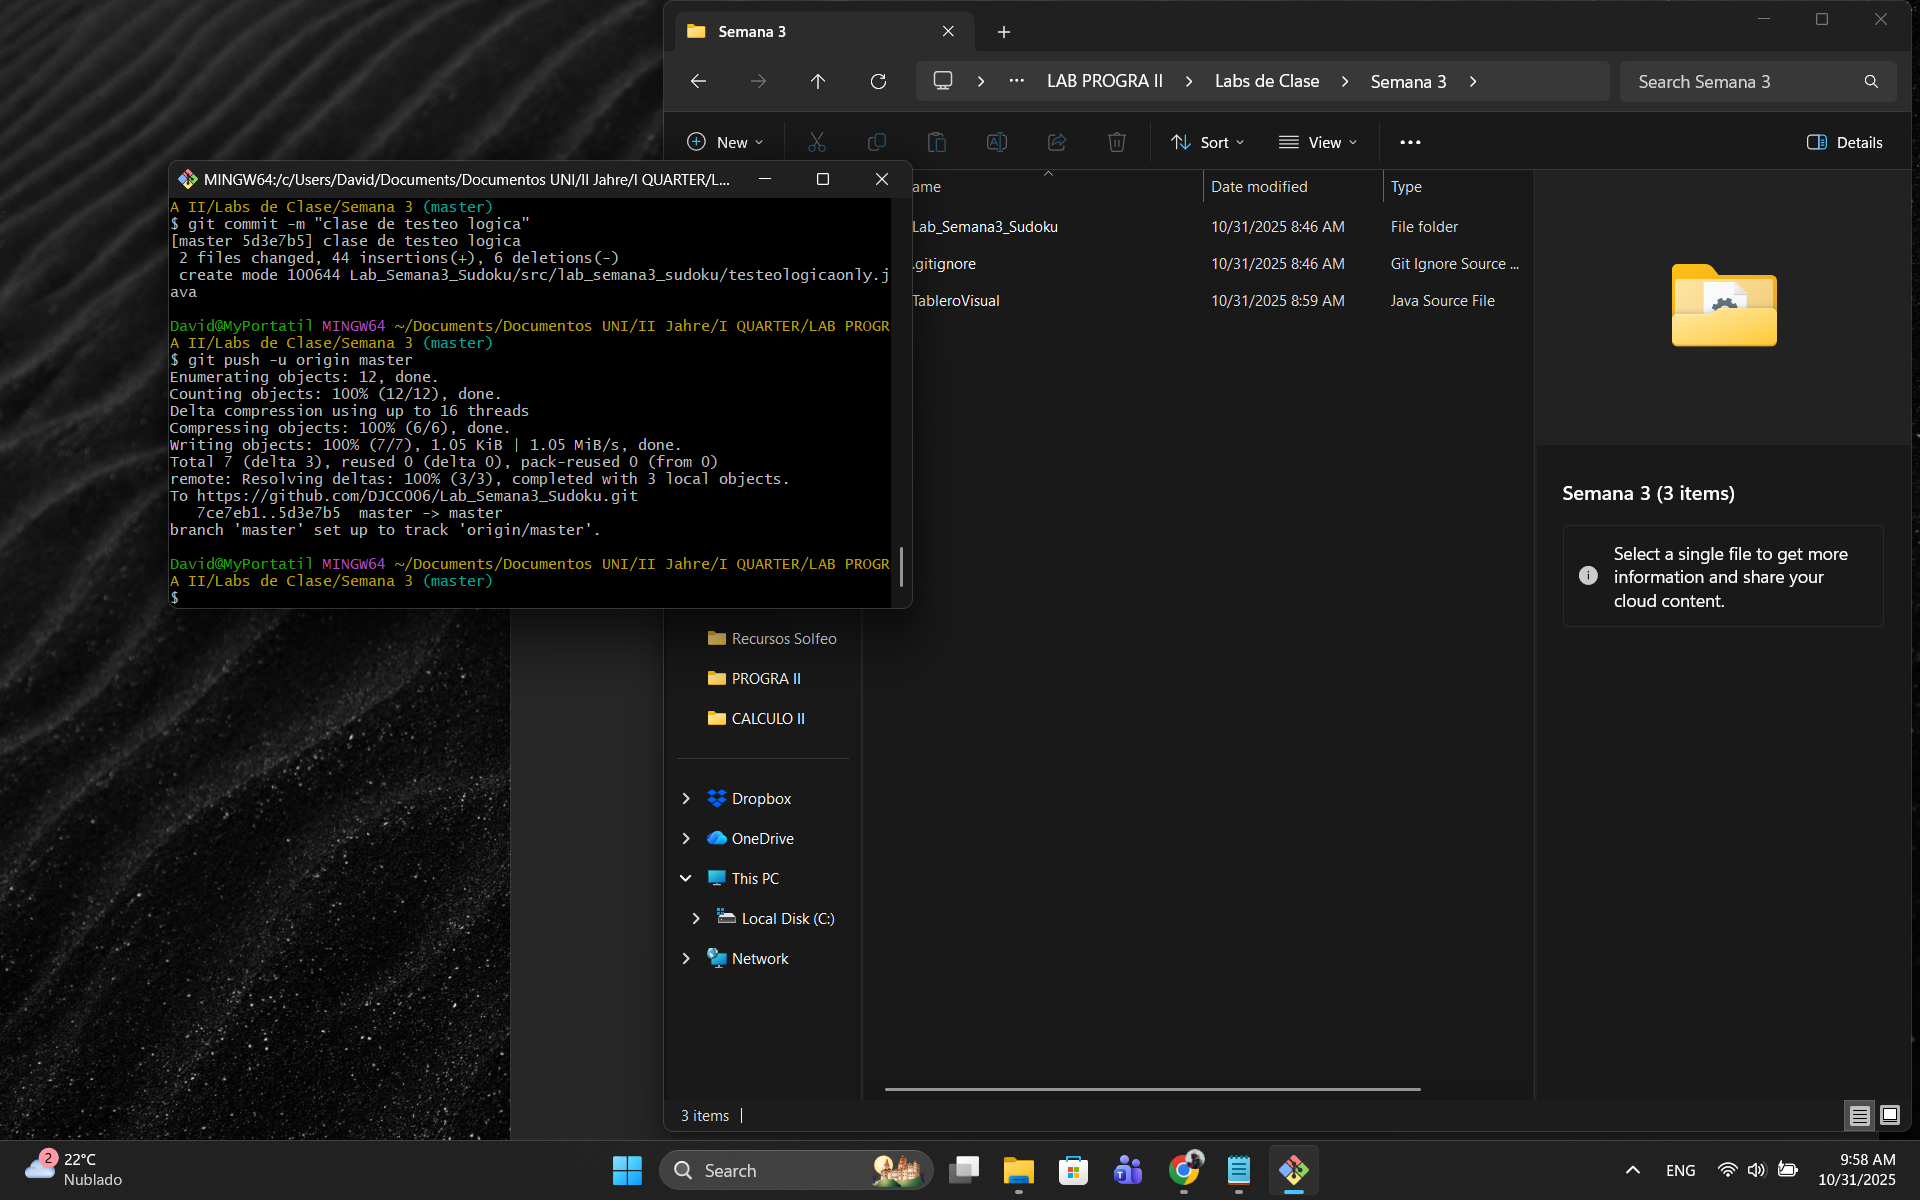 Semana 3
LAB PROGRA II
Labs de Clase
Semana 3
Search Semana 3
New
Sort
View
Details
MINGW64:/c/Users/David/Documents/Documentos UNI/II Jahre/I QUARTER/L...
A II/Labs de Clase/Semana 3 (master)
$ git commit -m "clase de testeo logica"
[master 5d3e7b5] clase de testeo logica
2 files changed, 44 insertions(+), 6 deletions(-)
create mode 100644 Lab_Semana3_Sudoku/src/lab_semana3_sudoku/testeologicaonly.j
ava
David@MyPortatil MINGW64 ~/Documents/Documentos UNI/II Jahre/I QUARTER/LAB PROGR
A II/Labs de Clase/Semana 3 (master)
$ git push -u origin master
Enumerating objects: 12, done.
Counting objects: 100% (12/12), done.
Delta compression using up to 16 threads
Compressing objects: 100% (6/6), done.
Writing objects: 100% (7/7), 1.05 KiB | 1.05 MiB/s, done.
Total 7 (delta 3), reused 0 (delta 0), pack-reused 0 (from 0)
remote: Resolving deltas: 100% (3/3), completed with 3 local objects.
To https://github.com/DJCC006/Lab_Semana3_Sudoku.git
7ce7eb1..5d3e7b5  master -> master
branch 'master' set up to track 'origin/master'.
David@MyPortatil MINGW64 ~/Documents/Documentos UNI/II Jahre/I QUARTER/LAB PROGR
A II/Labs de Clase/Semana 3 (master)
$
ame
Date modified
Type
Lab_Semana3_Sudoku
10/31/2025 8:46 AM
File folder
.gitignore
10/31/2025 8:46 AM
Git Ignore Source ...
TableroVisual
10/31/2025 8:59 AM
Java Source File
Semana 3 (3 items)
Select a single file to get more
information and share your
cloud content.
Recursos Solfeo
PROGRA II
CALCULO II
Dropbox
OneDrive
This PC
Local Disk (C:)
Network
3 items
2
22°C
Nublado
Search
ENG
9:58 AM
10/31/2025